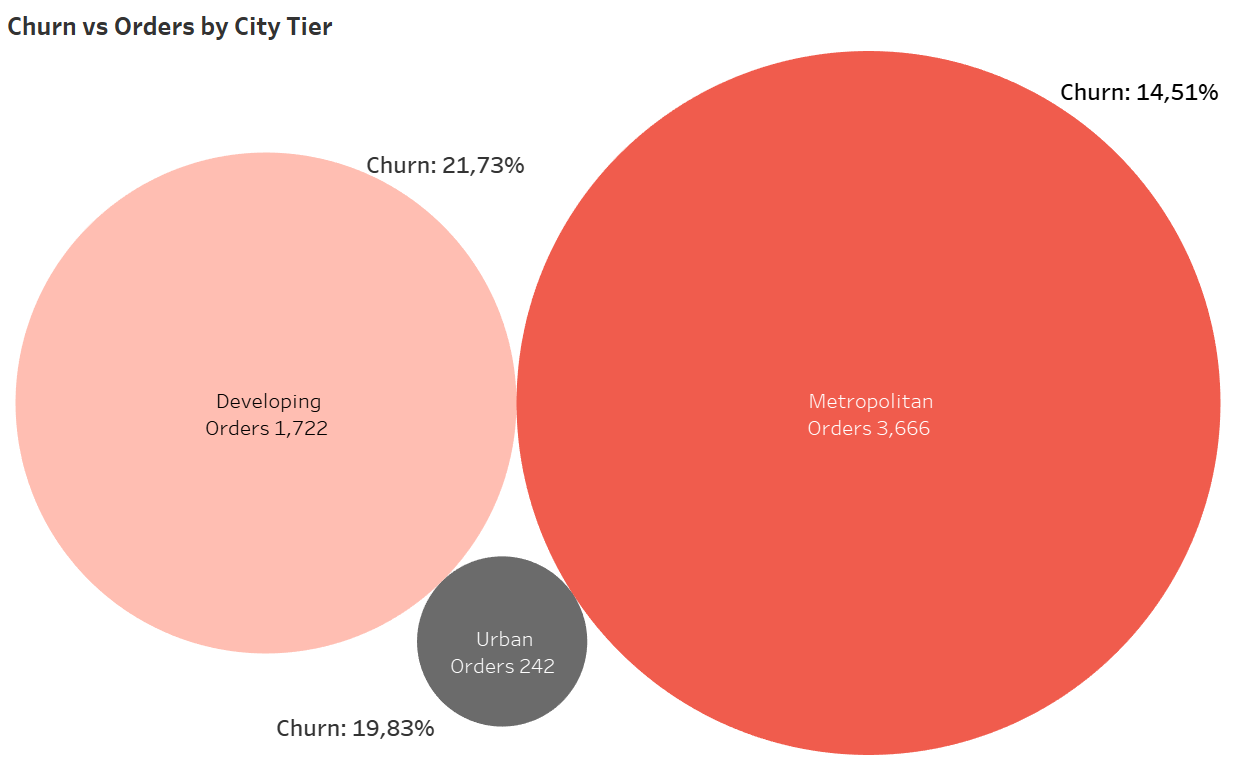 Churn vs Orders by City Tier
Churn: 14,51%
Churn: 21,73%
Developing
Orders 1,722
Metropolitan
Orders 3,666
Urban
Orders 242
Churn: 19,83%